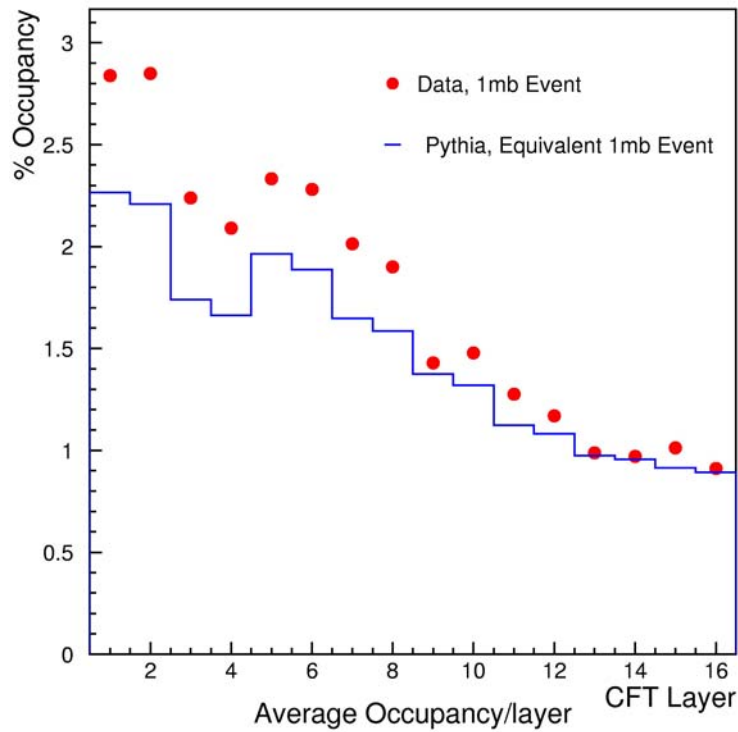 % Occupancy
3
2.5
2
1.5
1
0.5
0
Data, 1mb Event
Pythia, Equivalent 1mb Event
2 4 6 8 10 12 14 16
CFT Layer
Average Occupancy/layer